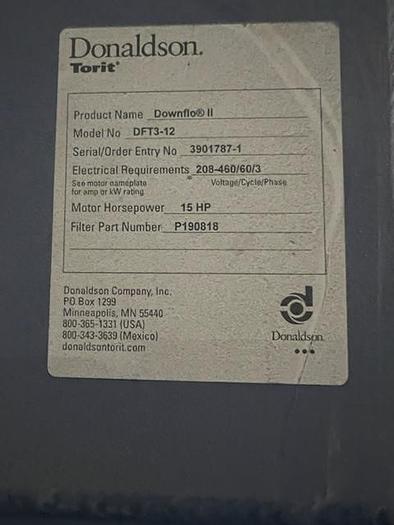 Donaldson.
Torit®
Product Name Downflo® II
Model No DFT3-12
Serial/Order Entry No 3901787-1
Electrical Requirements 208-460/60/3
See motor nameplate * Voltage/Cycle/Phase
for amp or kW rating
Motor Horsepower 15 HP
Filter Part Number P190818
Donaldson Company, Inc.
PO Box 1299
Minneapolis, MN 55440
800-365-1331 (USA)
800-343-3639 (Mexico)
donaldsontorit.com
Donaldson.